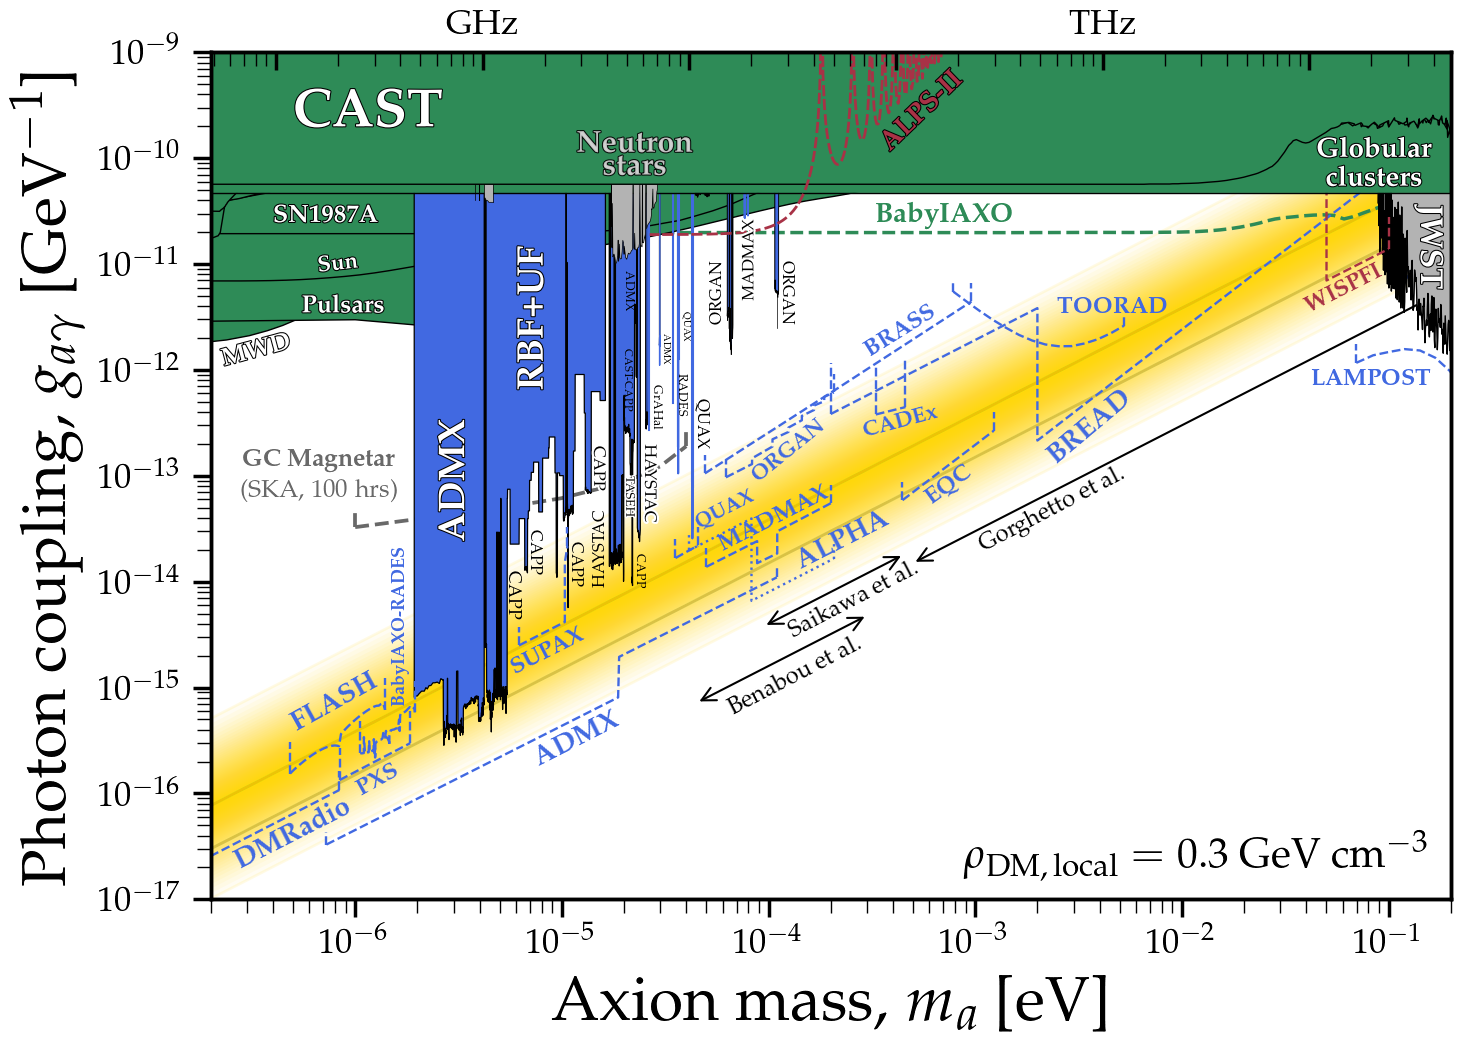 GHz
THz
10⁻⁹
10⁻¹⁰
10⁻¹¹
10⁻¹²
10⁻¹³
10⁻¹⁴
10⁻¹⁵
10⁻¹⁶
10⁻¹⁷
Photon coupling, gₐᵧ [GeV⁻¹]
CAST
ALPS-II
Neutron
stars
Globular
clusters
SN1987A
BabyIAXO
JWST
Sun
Pulsars
MWD
RBF+UF
ADMX
MADMAX
ORGAN
ORGAN
WISPFI
TOORAD
BRASS
LAMPOST
ADMX
QUAX
ADMX
CAST-CAPP
GrAHal
RADES
QUAX
CADEx
BREAD
ORGAN
GC Magnetar
(SKA, 100 hrs)
CAPP
HAYSTAC
TASEH
QUAX
MADMAX
EQC
Gorghetto et al.
ALPHA
CAPP
HAYSTAC
CAPP
CAPP
CAPP
Saikawa et al.
Benabou et al.
BabyIAXO-RADES
SUPAX
FLASH
ADMX
PXS
DMRadio
ρDM, local = 0.3 GeV cm⁻³
10⁻⁶
10⁻⁵
10⁻⁴
10⁻³
10⁻²
10⁻¹
Axion mass, mₐ [eV]